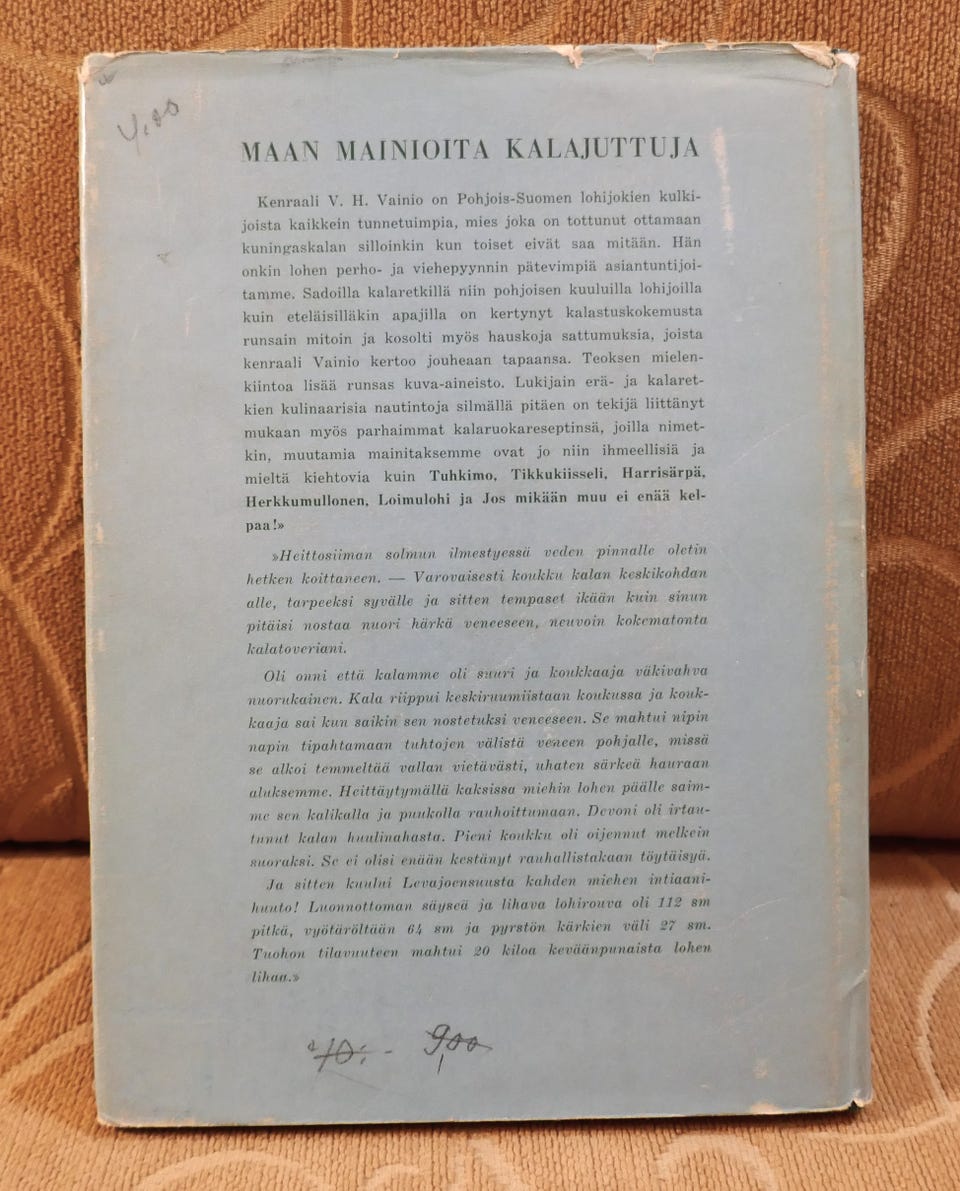 4,00
MAAN MAINIOITA KALAJUTTUJA
Kenraali V. H. Vainio on Pohjois-Suomen lohijokien kulki-
joista kaikkein tunnetuimpia, mies joka on tottunut ottamaan
kuningaskalan silloinkin kun toiset eivät saa mitään. Hän
onkin lohen perho- ja viehepyynnin pätevimpiä asiantuntijoi-
tamme. Sadoilla kalaretkillä niin pohjoisen kuuluilla lohijoilla
kuin eteläisilläkin apajilla on kertynyt kalastuskokemusta
runsain mitoin ja kosolti myös hauskoja sattumuksia, joista
kenraali Vainio kertoo jouheaan tapaansa. Teoksen mielen-
kiintoa lisää runsas kuva-aineisto. Lukijain erä- ja kalaret-
kien kulinaarisia nautintoja silmällä pitäen on tekijä liittänyt
mukaan myös parhaimmat kalaruokareseptinsä, joilla nimet-
kin, muutamia mainitaksemme ovat jo niin ihmeellisiä ja
mieltä kiehtovia kuin Tuhkimo, Tikkukiisseli, Harrisärpä,
Herkkumullonen, Loimulohi ja Jos mikään muu ei enää kel-
paa!»
»Heittosiiman solmun ilmestyessä veden pinnalle oletin
hetken koittaneen. — Varovaisesti koukku kalan keskikohdan
alle, tarpeeksi syvälle ja sitten tempaset ikään kuin sinun
pitäisi nostaa nuori härkä veneeseen, neuvoin kokematonta
kalatoveriani.
Oli onni että kalamme oli suuri ja koukkaaja väkivahva
nuorukainen. Kala riippui keskiruumiistaan koukussa ja kouk-
kaaja sai kun saikin sen nostetuksi veneeseen. Se mahtui nipin
napin tipahtamaan tuhtojen välistä veneen pohjalle, missä
se alkoi temmeltää vallan vietävästi, uhaten särkeä hauraan
aluksemme. Heittäytymällä kaksissa miehin lohen päälle saim-
me sen kalikalla ja puukolla rauhoittumaan. Devoni oli irtau-
tunut kalan huulinahasta. Pieni koukku oli oijennut melkein
suoraksi. Se ei olisi enään kestänyt rauhallistakaan töytäisyä.
Ja sitten kuului Levajoensuusta kahden miehen intiaani-
huuto! Luonnottoman säyseä ja lihava lohirouva oli 112 sm
pitkä, vyötäröltään 64 sm ja pyrstön kärkien väli 27 sm.
Tuohon tilavuuteen mahtui 20 kiloa keväänpunaista lohen
lihaa.»
9,00